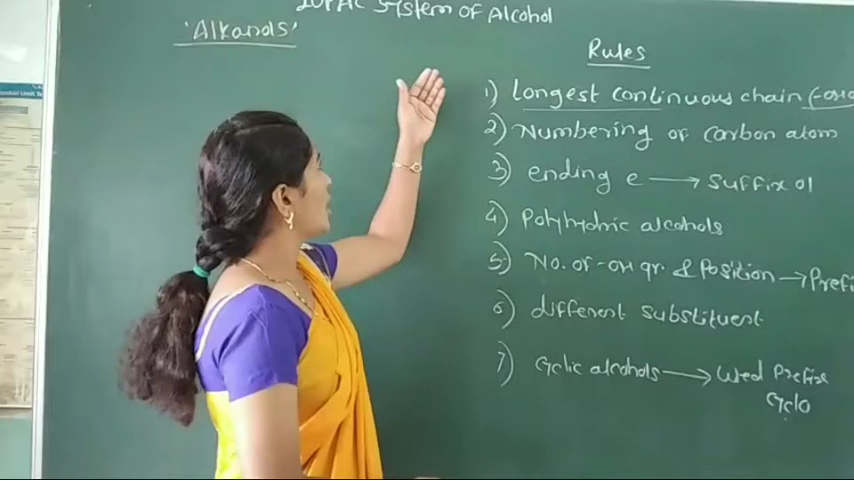 IUPAC System of Alcohol
'Alkanols'
Rules
1) Longest continuous chain
2) Numbering of carbon atom
3) ending e → suffix ol
4) Polyhydric alcohols
5) No. of -OH gr & Position → Prefi
6) different substituent
7) cyclic alcohols → Used Prefix
cyclo